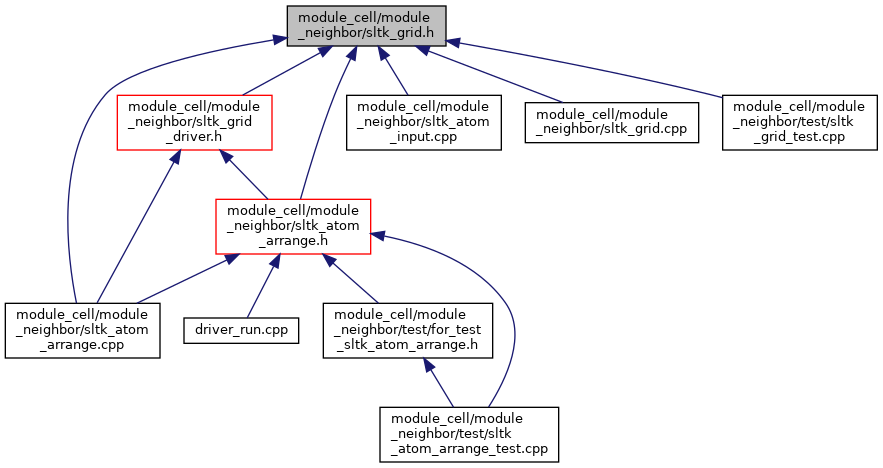 module_cell/module
_neighbor/sltk_grid.h
module_cell/module
_neighbor/sltk_grid
_driver.h
module_cell/module
_neighbor/sltk_atom
_input.cpp
module_cell/module
_neighbor/sltk_grid.cpp
module_cell/module
_neighbor/test/sltk
_grid_test.cpp
module_cell/module
_neighbor/sltk_atom
_arrange.h
module_cell/module
_neighbor/sltk_atom
_arrange.cpp
driver_run.cpp
module_cell/module
_neighbor/test/for_test
_sltk_atom_arrange.h
module_cell/module
_neighbor/test/sltk
_atom_arrange_test.cpp